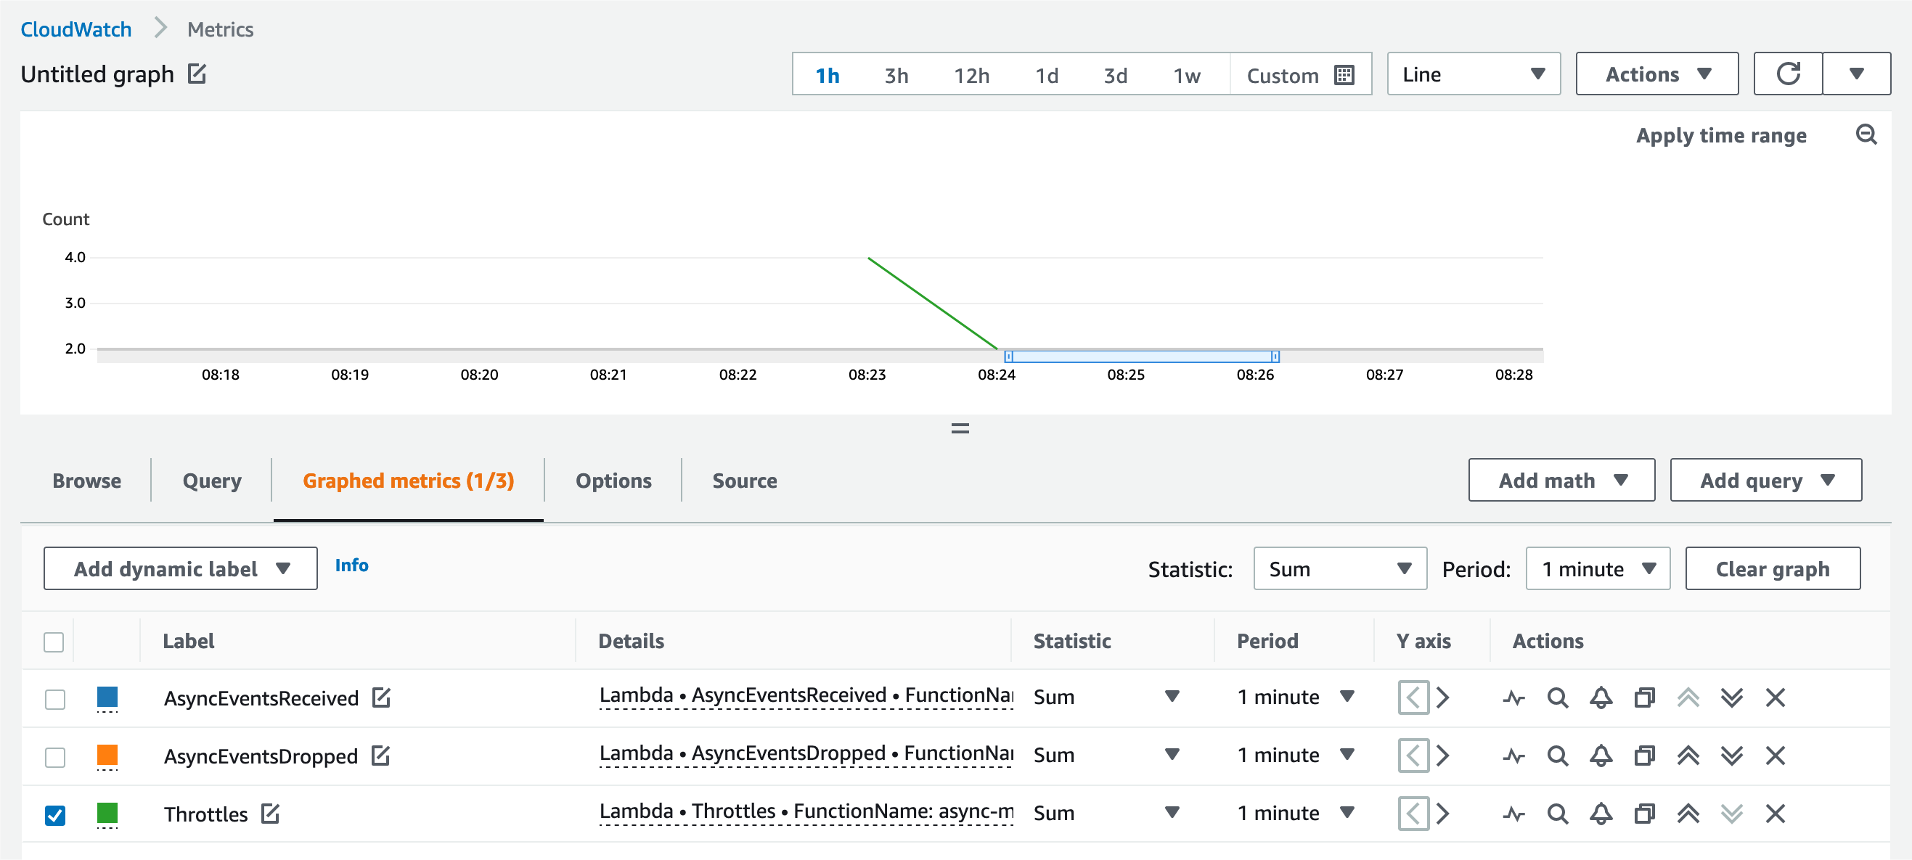 CloudWatch > Metrics
Untitled graph
1h 3h 12h 1d 3d 1w Custom Line Actions
Apply time range
Count
4.0
3.0
2.0
08:18 08:19 08:20 08:21 08:22 08:23 08:24 08:25 08:26 08:27 08:28
Browse Query Graphed metrics (1/3) Options Source Add math Add query
Add dynamic label Info Statistic: Sum Period: 1 minute Clear graph
Label Details Statistic Period Y axis Actions
AsyncEventsReceived Lambda • AsyncEventsReceived • FunctionNa Sum 1 minute
AsyncEventsDropped Lambda • AsyncEventsDropped • FunctionNa Sum 1 minute
Throttles Lambda • Throttles • FunctionName: async-m Sum 1 minute